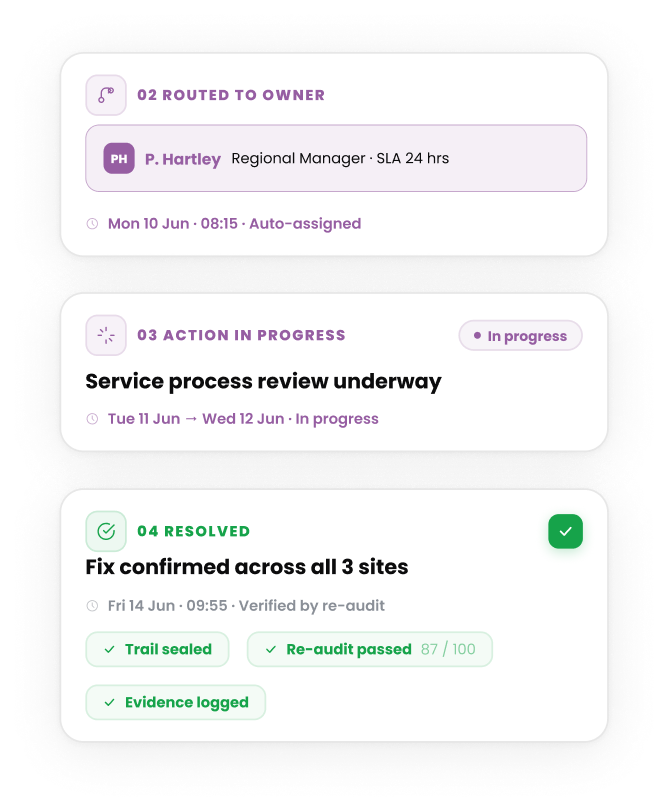 02 ROUTED TO OWNER
PH P. Hartley Regional Manager · SLA 24 hrs
Mon 10 Jun · 08:15 · Auto-assigned
03 ACTION IN PROGRESS
In progress
Service process review underway
Tue 11 Jun → Wed 12 Jun · In progress
04 RESOLVED
Fix confirmed across all 3 sites
Fri 14 Jun · 09:55 · Verified by re-audit
Trail sealed
Re-audit passed 87 / 100
Evidence logged